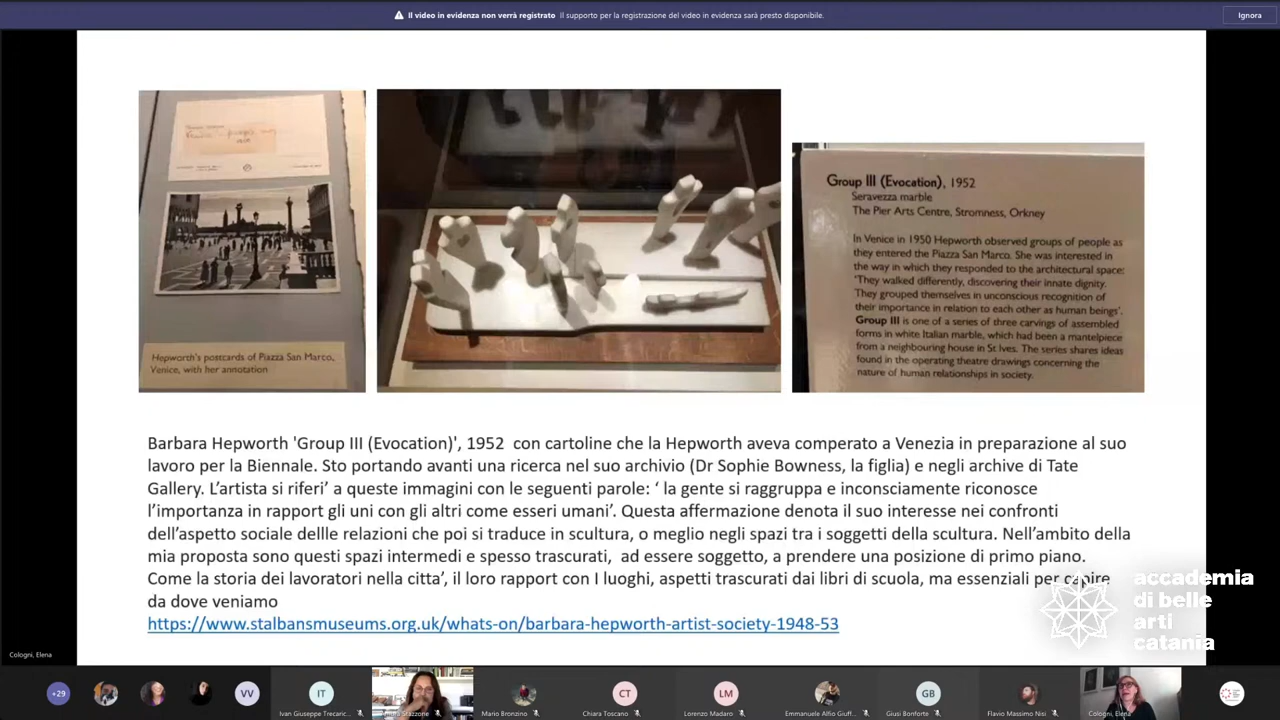 Il video in evidenza non verrà registrato Il supporto per la registrazione del video in evidenza sarà presto disponibile.
Ignora
Hepworth's postcards of Piazza San Marco,
Venice, with her annotation
Group III (Evocation), 1952
Seravezza marble
The Pier Arts Centre, Stromness, Orkney
In Venice in 1950 Hepworth observed groups of people as
they entered the Piazza San Marco. She was interested in
the way in which they responded to the architectural space:
'They walked differently, discovering their innate dignity.
They grouped themselves in unconscious recognition of
their importance in relation to each other as human beings'.
Group III is one of a series of three carvings of assembled
forms in white Italian marble, which had been a mantelpiece
from a neighbouring house in St Ives. The series shares ideas
found in the operating theatre drawings concerning the
nature of human relationships in society.
Barbara Hepworth 'Group III (Evocation)', 1952 con cartoline che la Hepworth aveva comperato a Venezia in preparazione al suo
lavoro per la Biennale. Sto portando avanti una ricerca nel suo archivio (Dr Sophie Bowness, la figlia) e negli archive di Tate
Gallery. L'artista si riferi' a queste immagini con le seguenti parole: ' la gente si raggruppa e inconsciamente riconosce
l'importanza in rapport gli uni con gli altri come esseri umani'. Questa affermazione denota il suo interesse nei confronti
dell'aspetto sociale dellle relazioni che poi si traduce in scultura, o meglio negli spazi tra i soggetti della scultura. Nell'ambito della
mia proposta sono questi spazi intermedi e spesso trascurati, ad essere soggetto, a prendere una posizione di primo piano.
Come la storia dei lavoratori nella citta', il loro rapport con I luoghi, aspetti trascurati dai libri di scuola, ma essenziali per capire
da dove veniamo
https://www.stalbansmuseums.org.uk/whats-on/barbara-hepworth-artist-society-1948-53
accademia
di belle
arti
catania
Cologni, Elena
+29
VV
IT
CT
LM
GB
Ivan Giuseppe Trecaric...
Stazzone
Mario Bronzino
Chiara Toscano
Lorenzo Madaro
Emmanuele Alfio Giuff...
Giusi Bonforte
Flavio Massimo Nisi
Cologni, Elena